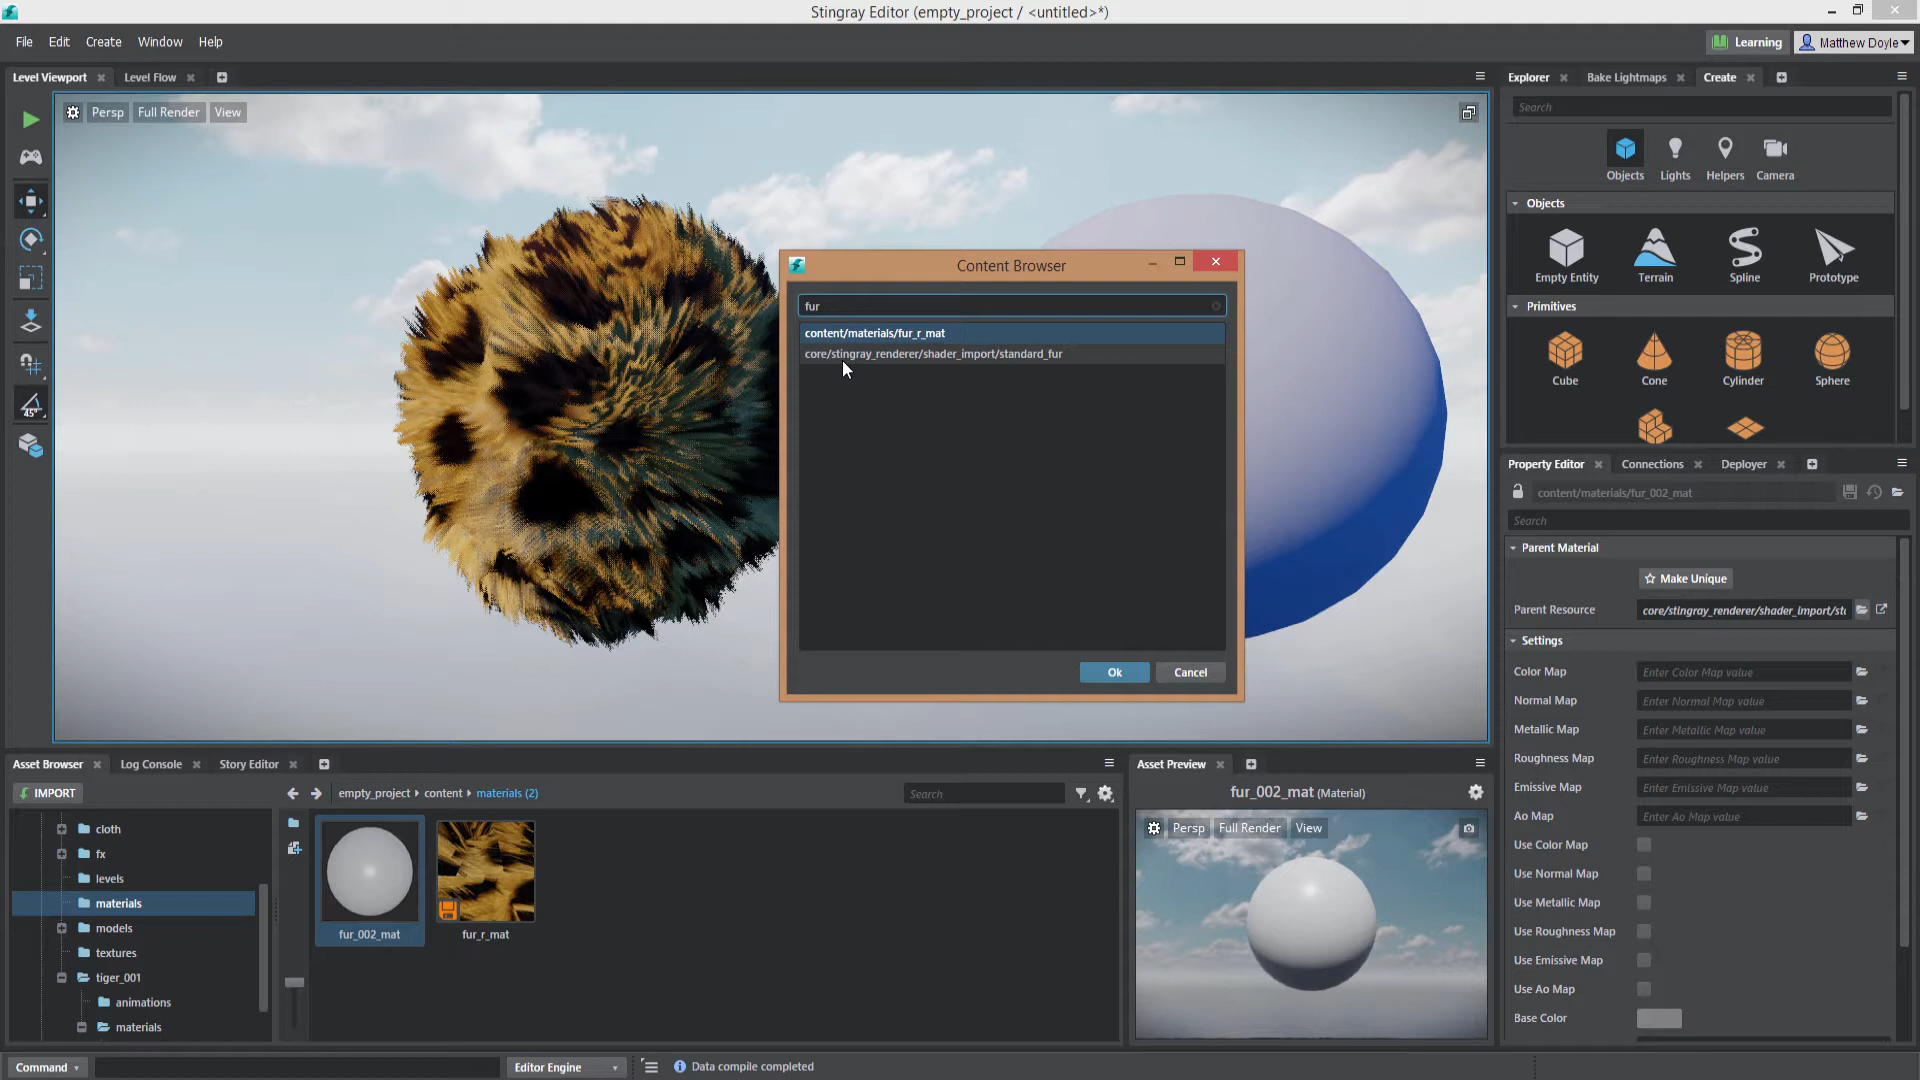 Stingray Editor (empty_project / <untitled>*)
File Edit Create Window Help
Learning Matthew Doyle
Level Viewport Level Flow
Explorer Bake Lightmaps Create
Persp Full Render View
Search
Objects Lights Helpers Camera
Objects
Empty Entity Terrain Spline Prototype
Primitives
Cube Cone Cylinder Sphere
45°
Content Browser
fur
content/materials/fur_r_mat
core/stingray_renderer/shader_import/standard_fur
Ok Cancel
Property Editor Connections Deployer
content/materials/fur_002_mat
Search
Parent Material
Make Unique
Parent Resource core/stingray_renderer/shader_import/sta
Settings
Color Map Enter Color Map value
Normal Map Enter Normal Map value
Metallic Map Enter Metallic Map value
Roughness Map Enter Roughness Map value
Emissive Map Enter Emissive Map value
Ao Map Enter Ao Map value
Use Color Map
Use Normal Map
Use Metallic Map
Use Roughness Map
Use Emissive Map
Use Ao Map
Base Color
Asset Browser Log Console Story Editor
IMPORT
empty_project content materials (2)
Search
cloth
fx
levels
materials
models
textures
tiger_001
animations
materials
fur_002_mat fur_r_mat
Asset Preview
fur_002_mat (Material)
Persp Full Render View
Command Editor Engine Data compile completed